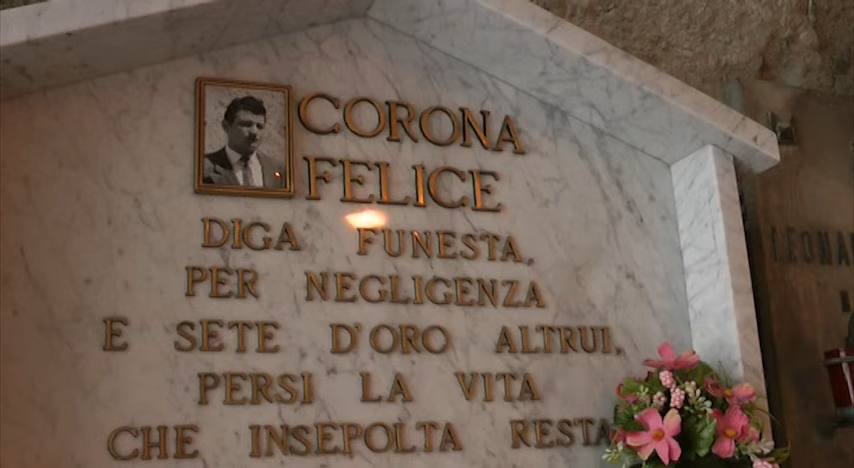 CORONA
FELICE
DIGA FUNESTA,
PER NEGLIGENZA
E SETE D'ORO ALTRUI,
PERSI LA VITA
CHE INSEPOLTA RESTA